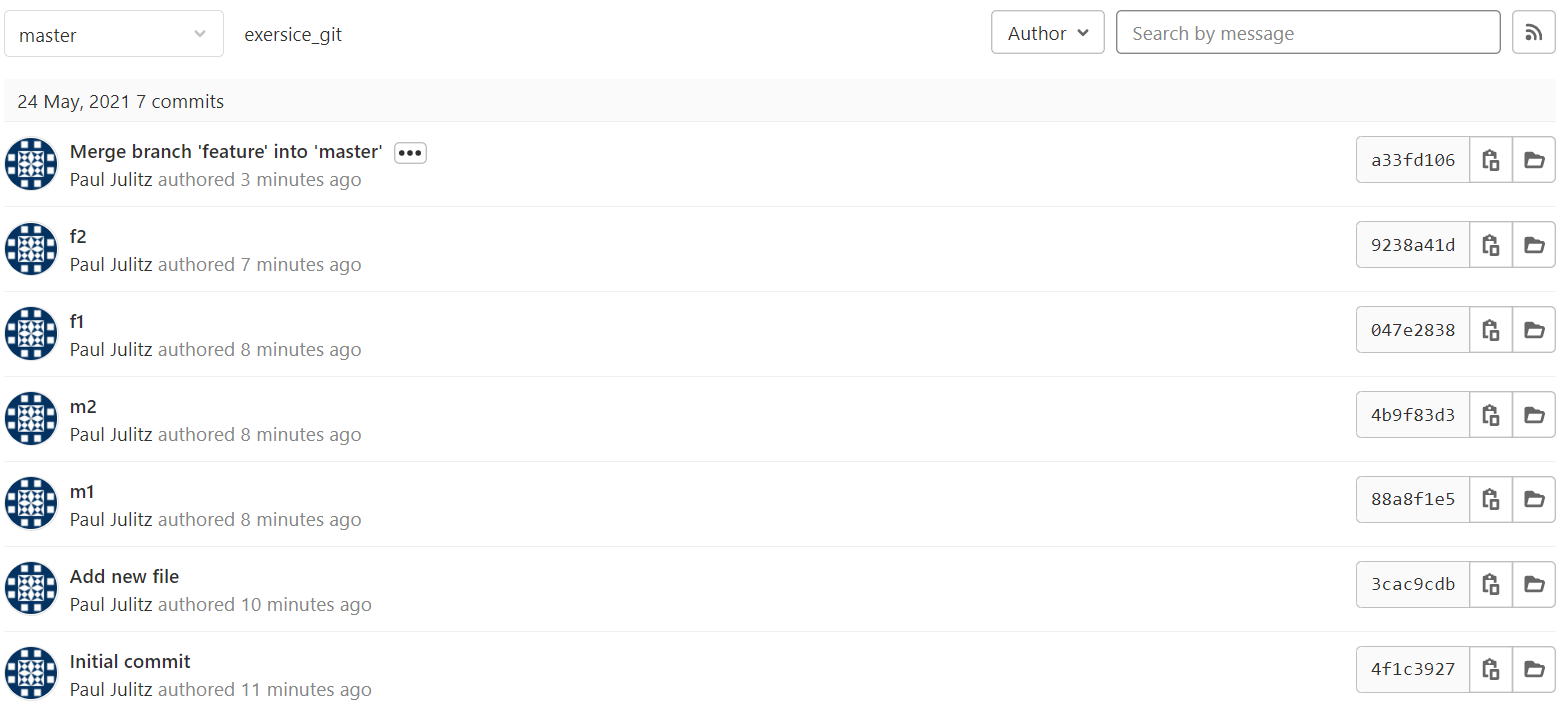 master exersice_git Author Search by message
24 May, 2021 7 commits
Merge branch 'feature' into 'master' •••
Paul Julitz authored 3 minutes ago
a33fd106
f2
Paul Julitz authored 7 minutes ago
9238a41d
f1
Paul Julitz authored 8 minutes ago
047e2838
m2
Paul Julitz authored 8 minutes ago
4b9f83d3
m1
Paul Julitz authored 8 minutes ago
88a8f1e5
Add new file
Paul Julitz authored 10 minutes ago
3cac9cdb
Initial commit
Paul Julitz authored 11 minutes ago
4f1c3927